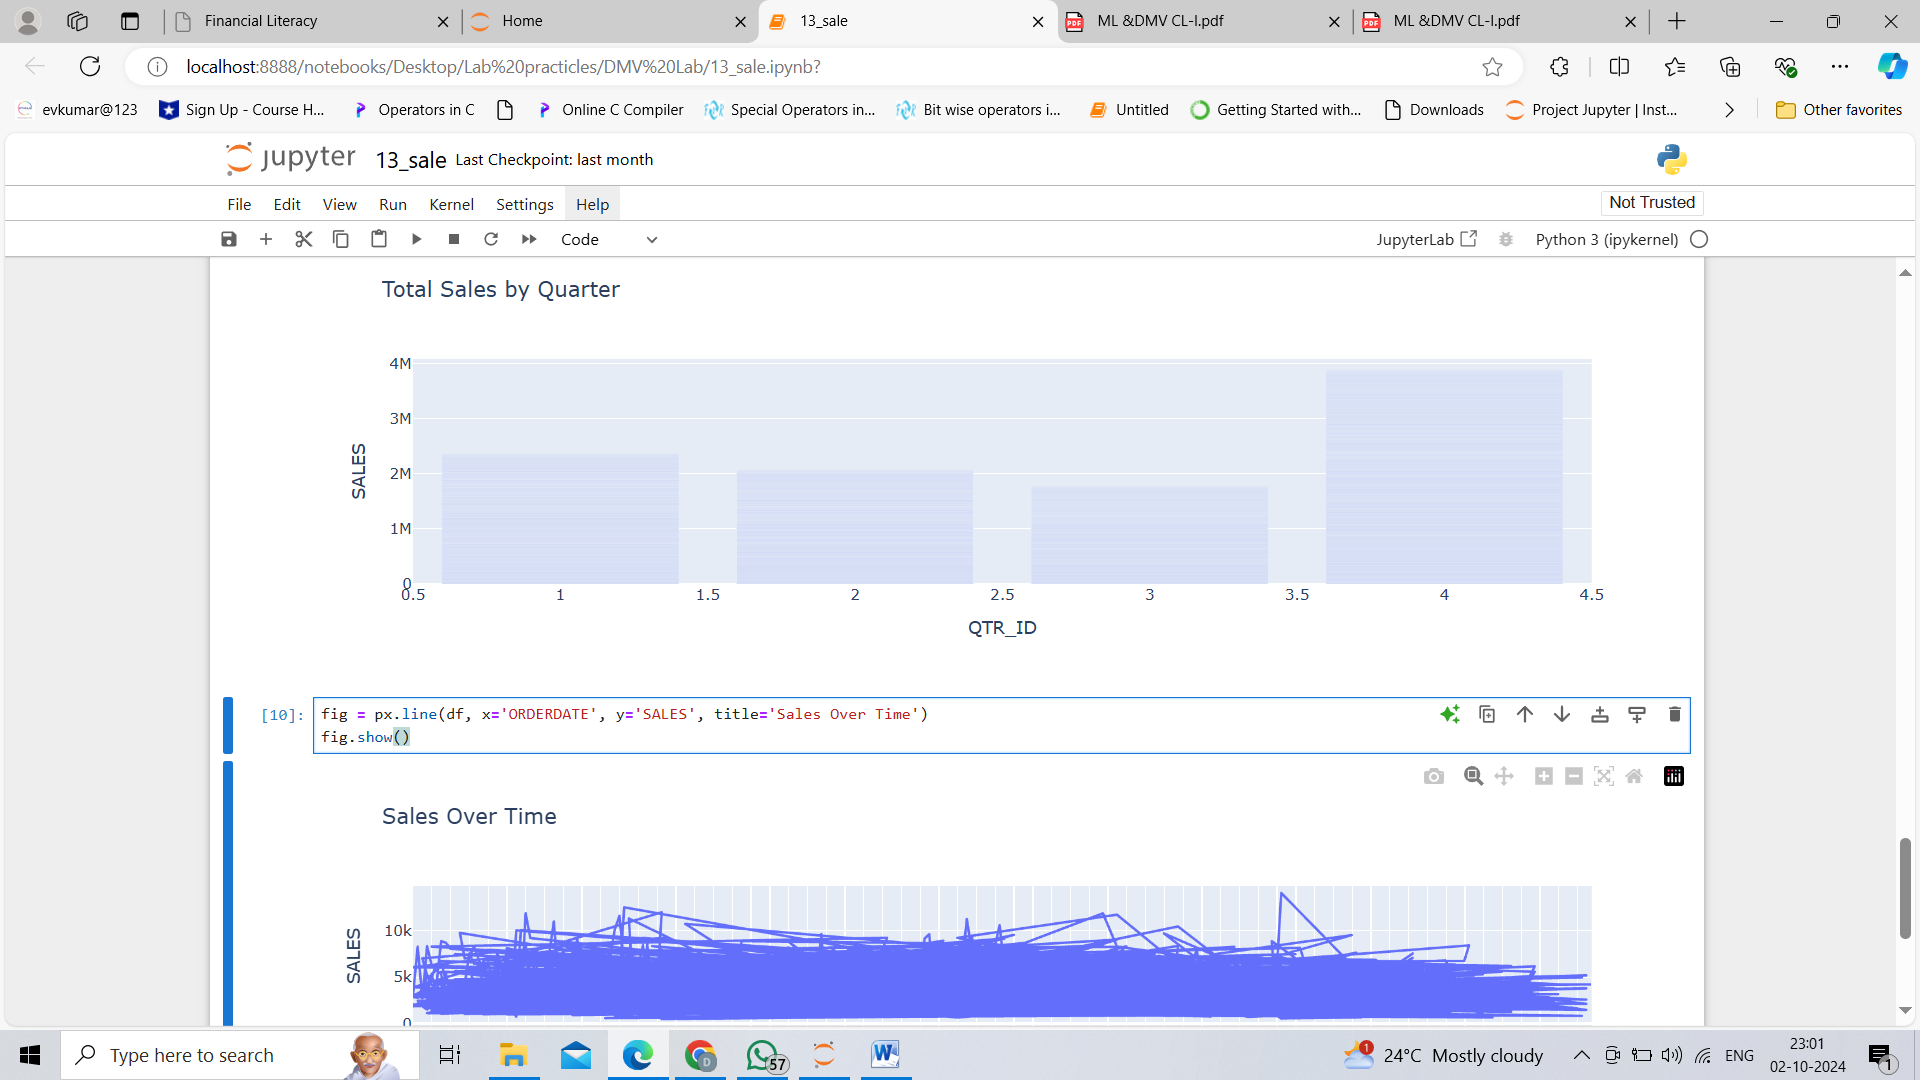 Financial Literacy
Home
13_sale
ML &DMV CL-I.pdf
ML &DMV CL-I.pdf
localhost:8888/notebooks/Desktop/Lab%20practicles/DMV%20Lab/13_sale.ipynb?
evkumar@123
Sign Up - Course H...
Operators in C
Online C Compiler
Special Operators in...
Bit wise operators i...
Untitled
Getting Started with...
Downloads
Project Jupyter | Inst...
Other favorites
jupyter 13_sale Last Checkpoint: last month
File Edit View Run Kernel Settings Help
Not Trusted
Code
JupyterLab
Python 3 (ipykernel)
Total Sales by Quarter
4M
3M
2M
1M
0
SALES
0.5 1 1.5 2 2.5 3 3.5 4 4.5
QTR_ID
[10]:
fig = px.line(df, x='ORDERDATE', y='SALES', title='Sales Over Time')
fig.show()
Sales Over Time
10k
5k
0
SALES
Type here to search
D
57
W
1
24°C Mostly cloudy
ENG
23:01
02-10-2024
1